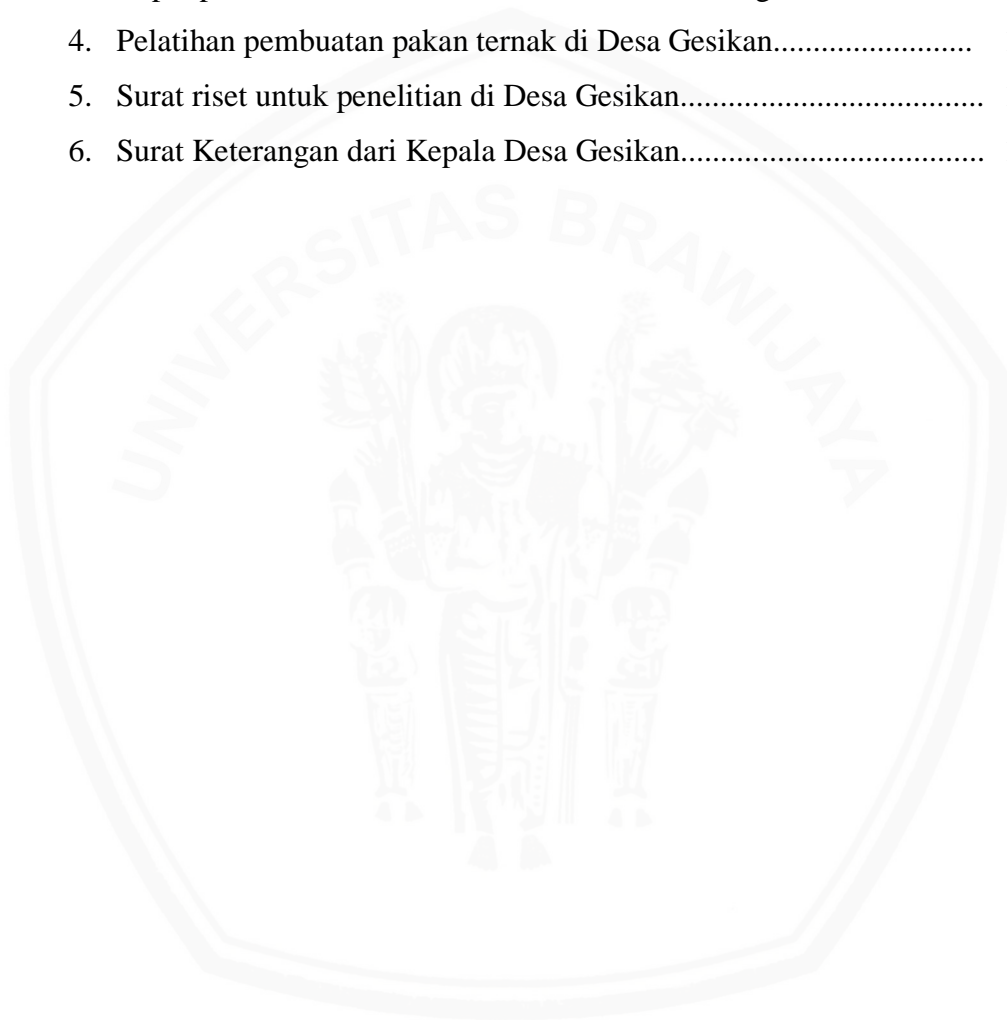 4. Pelatihan pembuatan pakan ternak di Desa Gesikan.........................
5. Surat riset untuk penelitian di Desa Gesikan......................................
6. Surat Keterangan dari Kepala Desa Gesikan......................................
UNIVERSITAS BRAWIJAYA